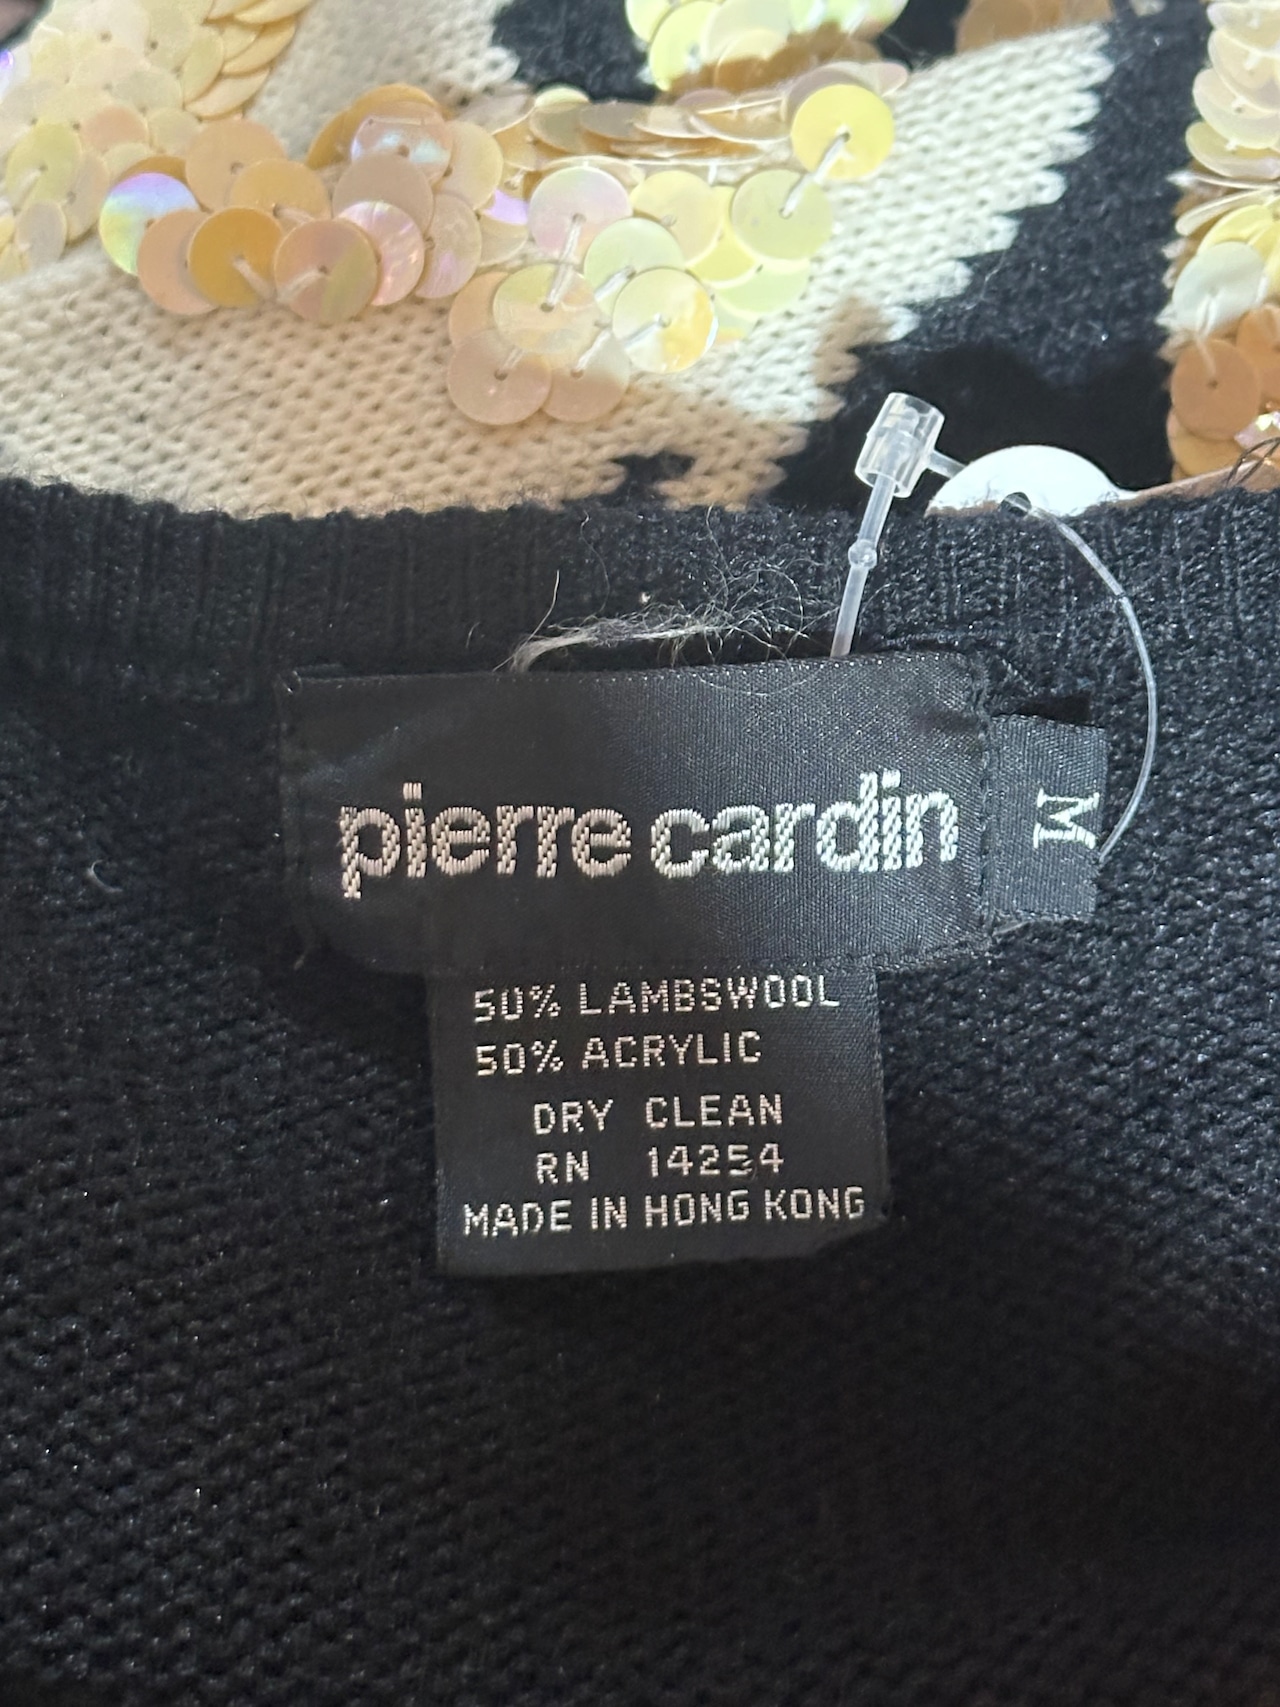 pierre cardin
M
50% LAMBSWOOL
50% ACRYLIC
DRY CLEAN
RN 14254
MADE IN HONG KONG